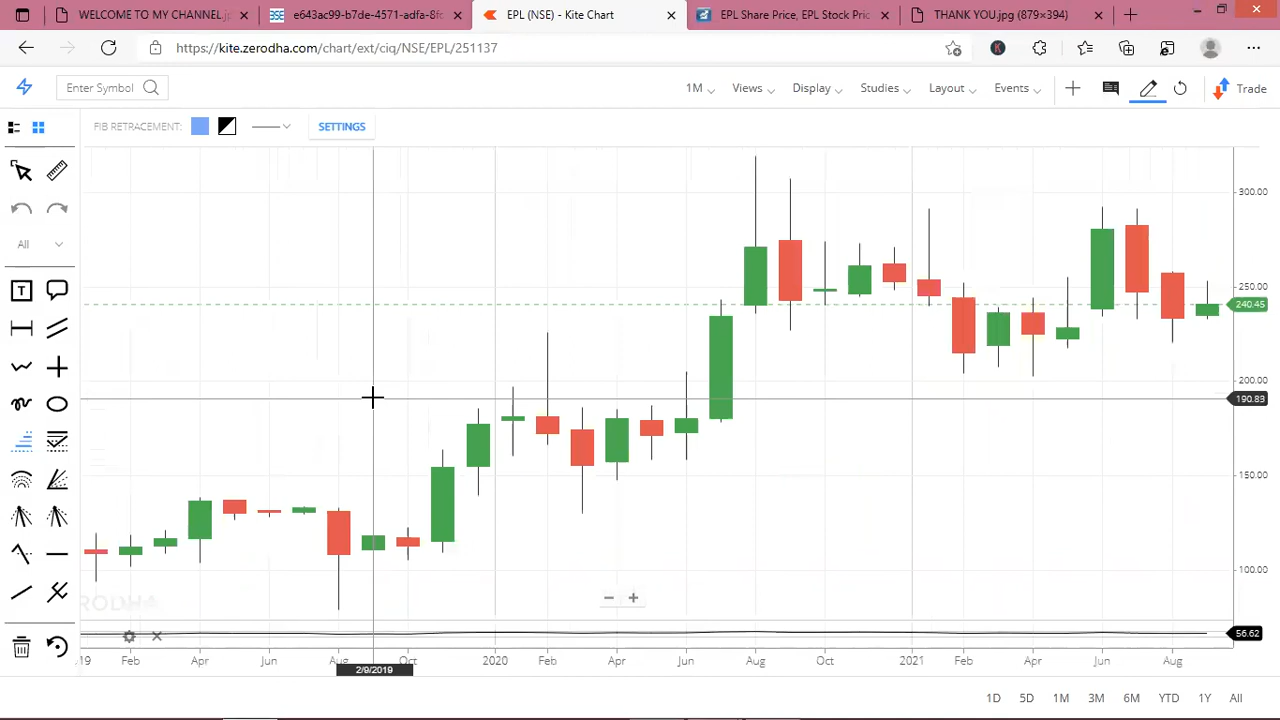 WELCOME TO MY CHANNEL.j
e643ac99-b7de-4571-adfa-8fc
EPL (NSE) - Kite Chart
EPL Share Price, EPL Stock Pric
THANK YOU.jpg (879×394)
https://kite.zerodha.com/chart/ext/ciq/NSE/EPL/251137
Enter Symbol
1M
Views
Display
Studies
Layout
Events
Trade
FIB RETRACEMENT:
SETTINGS
All
T
300.00
250.00
240.45
200.00
190.89
150.00
100.00
RODHA
56.62
19 Feb Apr Jun Aug Oct 2020 Feb Apr Jun Aug Oct 2021 Feb Apr Jun Aug
2/9/2019
1D 5D 1M 3M 6M YTD 1Y All